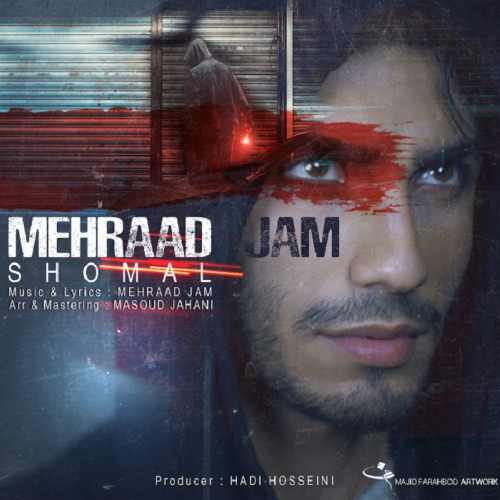 MEHRAAD JAM
SHOMAL
Music & Lyrics : MEHRAAD JAM
Arr & Mastering : MASOUD JAHANI
Producer : HADI HOSSEINI
MAJID FARAHBOD ARTWORK